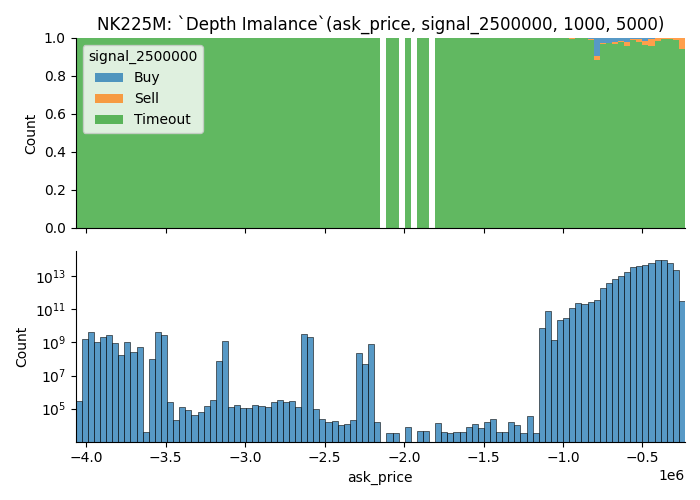 NK225M: `Depth Imalance`(ask_price, signal_2500000, 1000, 5000)
Count
1.0
0.8
0.6
0.4
0.2
0.0
signal_2500000
Buy
Sell
Timeout
Count
10^13
10^11
10^9
10^7
10^5
−4.0 −3.5 −3.0 −2.5 −2.0 −1.5 −1.0 −0.5
1e6
ask_price